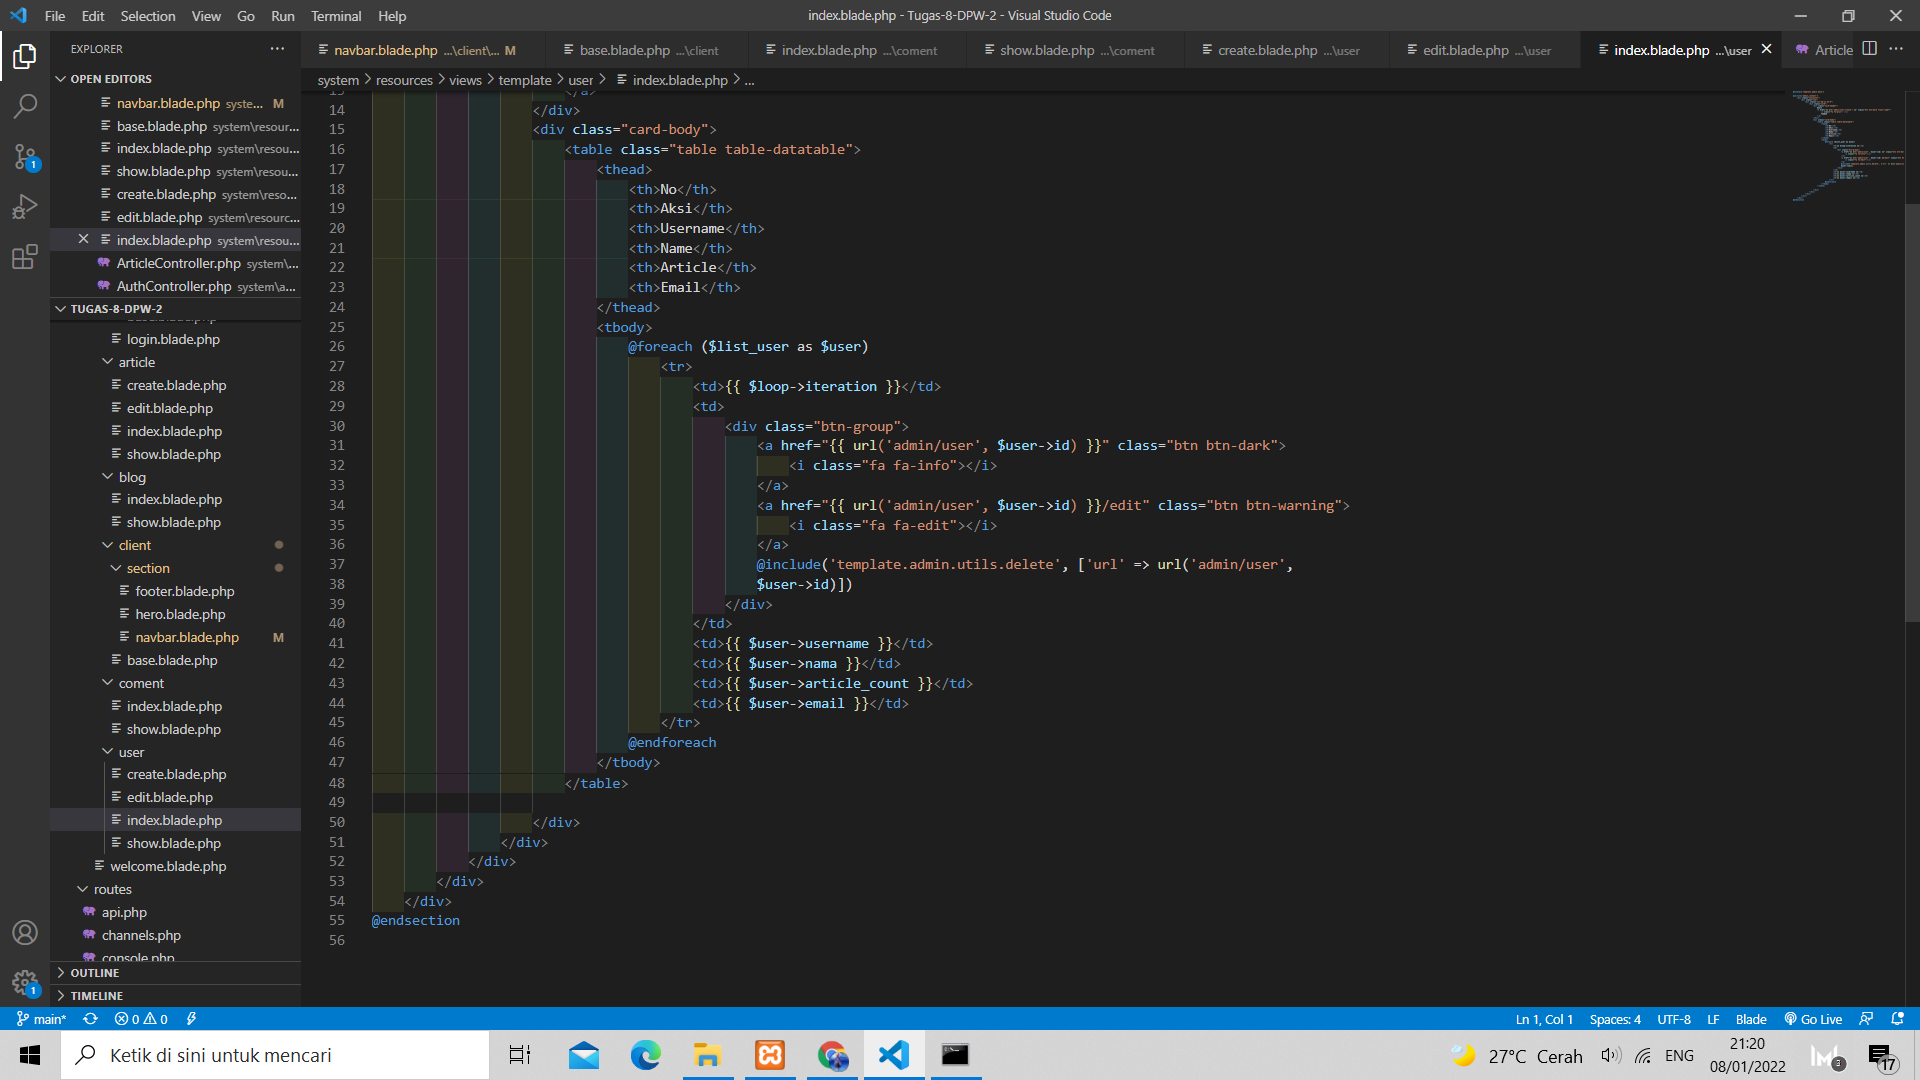 File Edit Selection View Go Run Terminal Help
index.blade.php - Tugas-8-DPW-2 - Visual Studio Code
EXPLORER
OPEN EDITORS
navbar.blade.php syste... M
base.blade.php system\resour...
index.blade.php system\resou...
show.blade.php system\resou...
create.blade.php system\reso...
edit.blade.php system\resourc...
index.blade.php system\resou...
ArticleController.php system\...
AuthController.php system\a...
TUGAS-8-DPW-2
login.blade.php
article
create.blade.php
edit.blade.php
index.blade.php
show.blade.php
blog
index.blade.php
show.blade.php
client
section
footer.blade.php
hero.blade.php
navbar.blade.php M
base.blade.php
coment
index.blade.php
show.blade.php
user
create.blade.php
edit.blade.php
index.blade.php
show.blade.php
welcome.blade.php
routes
api.php
channels.php
console.php
OUTLINE
TIMELINE
navbar.blade.php ...\client\... M
base.blade.php ...\client
index.blade.php ...\coment
show.blade.php ...\coment
create.blade.php ...\user
edit.blade.php ...\user
index.blade.php ...\user
Article
system > resources > views > template > user > index.blade.php > ...
13 </a>
14 </div>
15 <div class="card-body">
16 <table class="table table-datatable">
17 <thead>
18 <th>No</th>
19 <th>Aksi</th>
20 <th>Username</th>
21 <th>Name</th>
22 <th>Article</th>
23 <th>Email</th>
24 </thead>
25 <tbody>
26 @foreach ($list_user as $user)
27 <tr>
28 <td>{{ $loop->iteration }}</td>
29 <td>
30 <div class="btn-group">
31 <a href="{{ url('admin/user', $user->id) }}" class="btn btn-dark">
32 <i class="fa fa-info"></i>
33 </a>
34 <a href="{{ url('admin/user', $user->id) }}/edit" class="btn btn-warning">
35 <i class="fa fa-edit"></i>
36 </a>
37 @include('template.admin.utils.delete', ['url' => url('admin/user',
38 $user->id)])
39 </div>
40 </td>
41 <td>{{ $user->username }}</td>
42 <td>{{ $user->nama }}</td>
43 <td>{{ $user->article_count }}</td>
44 <td>{{ $user->email }}</td>
45 </tr>
46 @endforeach
47 </tbody>
48 </table>
49
50 </div>
51 </div>
52 </div>
53 </div>
54 </div>
55 @endsection
56
main* 0 0
Ln 1, Col 1 Spaces: 4 UTF-8 LF Blade Go Live
Ketik di sini untuk mencari
27°C Cerah ENG
21:20
08/01/2022
3
17
1
1